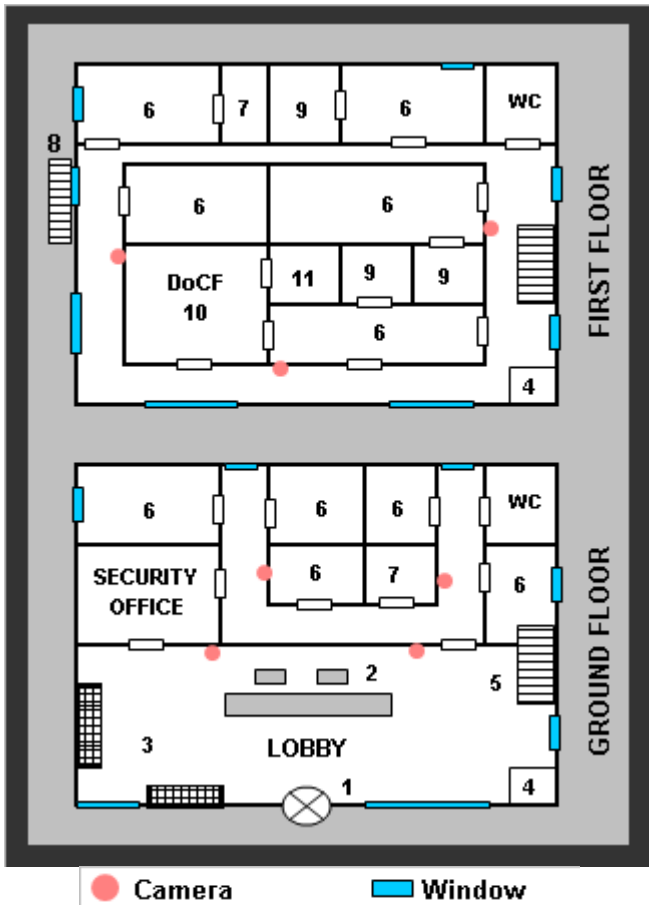 6
7
9
6
WC
8
6
6
DoCF
10
11
9
9
6
4
FIRST FLOOR
6
6
6
WC
SECURITY
OFFICE
6
7
6
2
5
3
LOBBY
1
4
GROUND FLOOR
Camera
Window